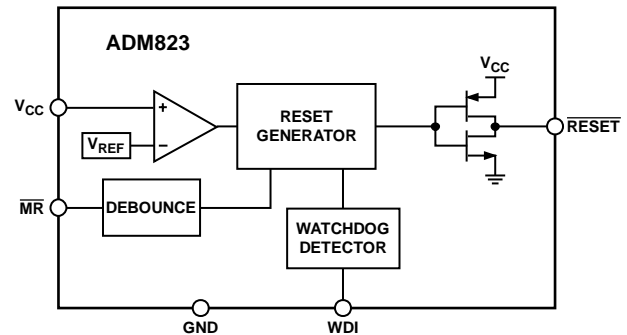 ADM823
VCC
VCC
+
VREF
−
RESET
GENERATOR
RESET
MR
DEBOUNCE
WATCHDOG
DETECTOR
GND
WDI